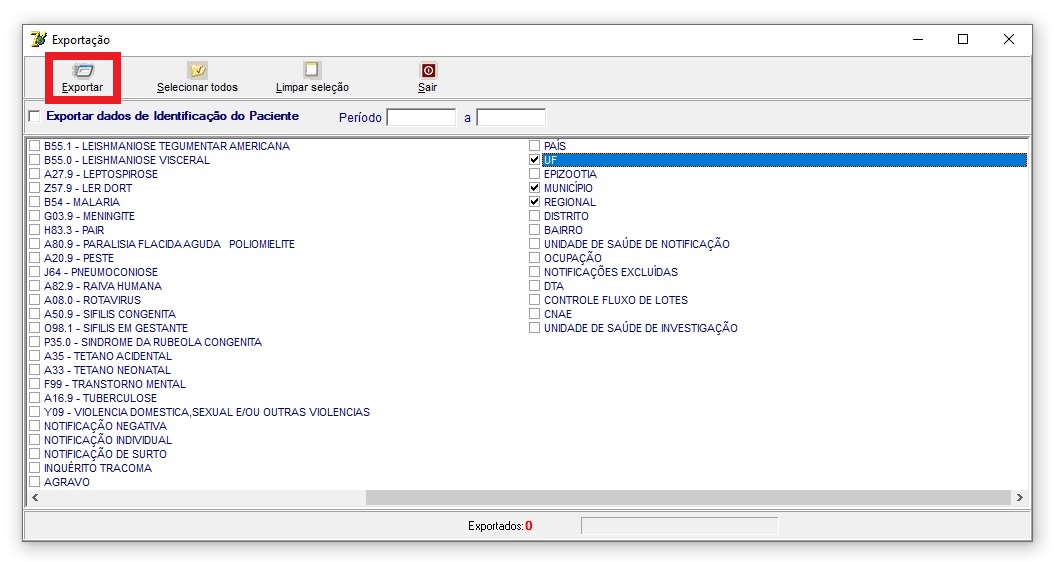 Exportação
Exportar Selecionar todos Limpar seleção Sair
Exportar dados de Identificação do Paciente Período a
B55.1 - LEISHMANIOSE TEGUMENTAR AMERICANA
B55.0 - LEISHMANIOSE VISCERAL
A27.9 - LEPTOSPIROSE
Z57.9 - LER DORT
B54 - MALARIA
G03.9 - MENINGITE
H83.3 - PAIR
A80.9 - PARALISIA FLACIDA AGUDA POLIOMIELITE
A20.9 - PESTE
J64 - PNEUMOCONIOSE
A82.9 - RAIVA HUMANA
A08.0 - ROTAVIRUS
A50.9 - SIFILIS CONGENITA
O98.1 - SIFILIS EM GESTANTE
P35.0 - SINDROME DA RUBEOLA CONGENITA
A35 - TETANO ACIDENTAL
A33 - TETANO NEONATAL
F99 - TRANSTORNO MENTAL
A16.9 - TUBERCULOSE
Y09 - VIOLENCIA DOMESTICA,SEXUAL E/OU OUTRAS VIOLENCIAS
NOTIFICAÇÃO NEGATIVA
NOTIFICAÇÃO INDIVIDUAL
NOTIFICAÇÃO DE SURTO
INQUÉRITO TRACOMA
AGRAVO
PAÍS
UF
EPIZOOTIA
MUNICÍPIO
REGIONAL
DISTRITO
BAIRRO
UNIDADE DE SAÚDE DE NOTIFICAÇÃO
OCUPAÇÃO
NOTIFICAÇÕES EXCLUÍDAS
DTA
CONTROLE FLUXO DE LOTES
CNAE
UNIDADE DE SAÚDE DE INVESTIGAÇÃO
Exportados: 0